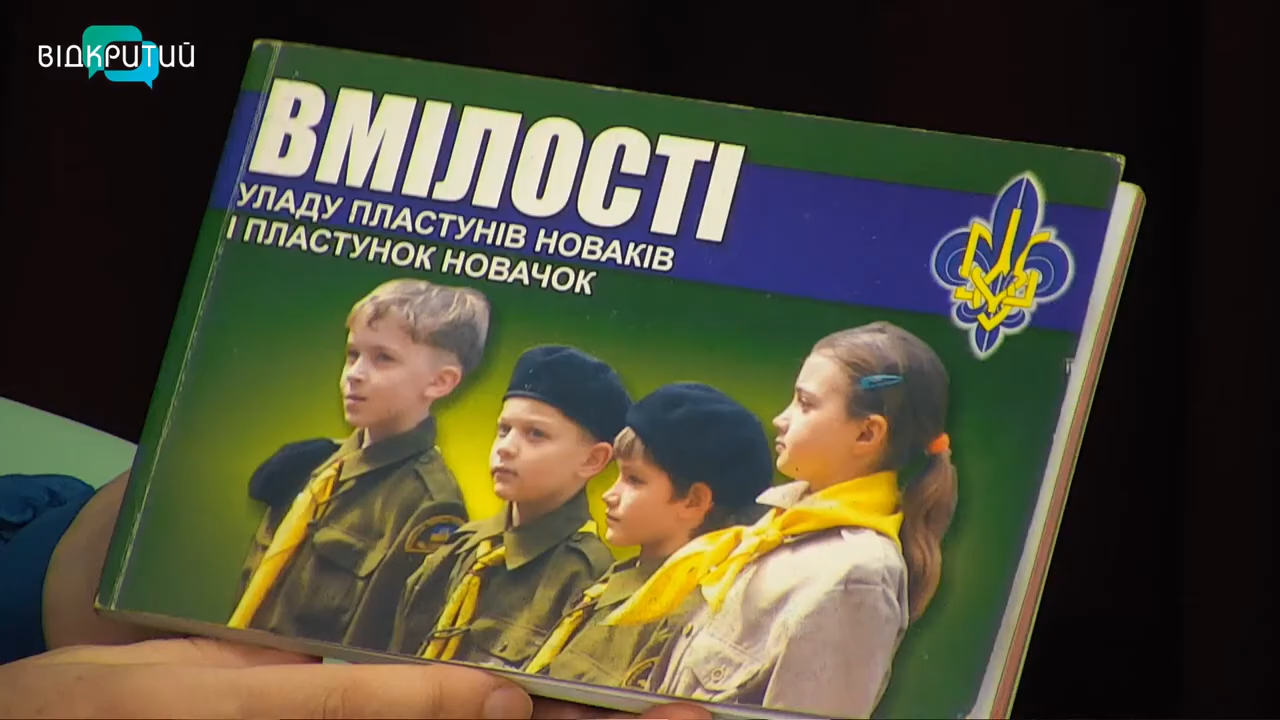 ВІДКРИТИЙ
ВМІЛОСТІ
УЛАДУ ПЛАСТУНІВ НОВАКІВ
І ПЛАСТУНОК НОВАЧОК